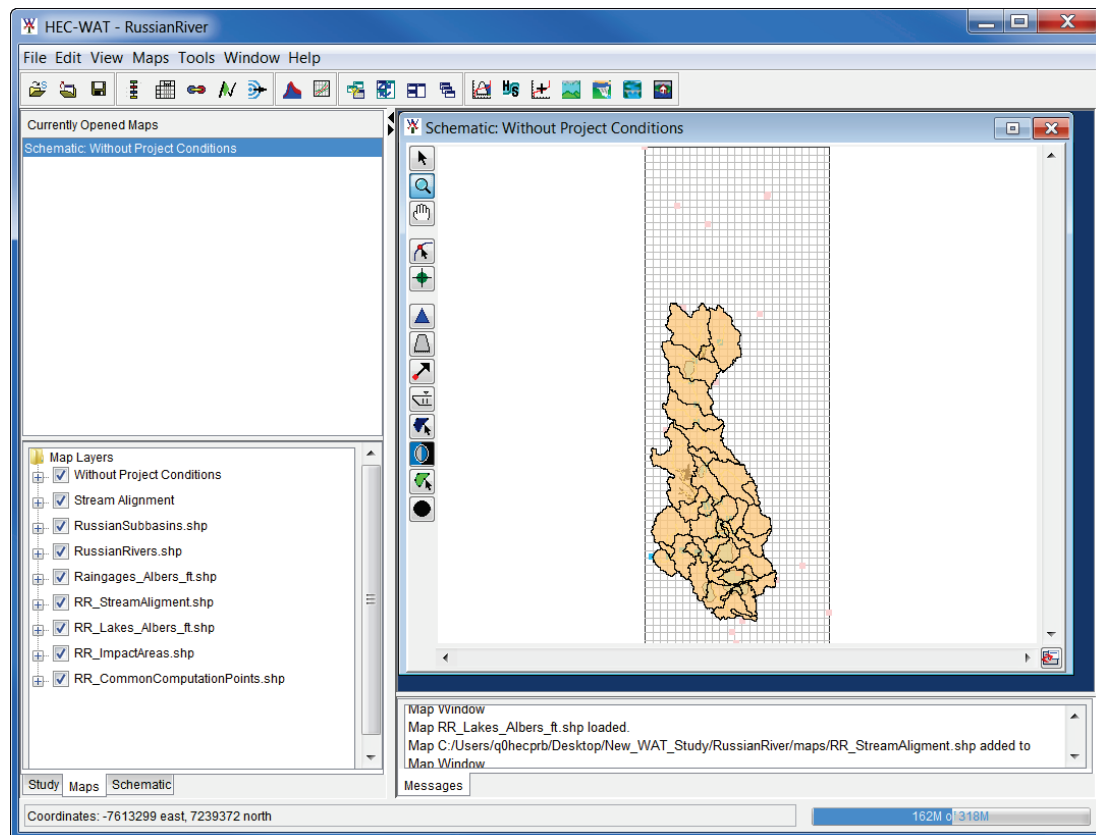 HEC-WAT - RussianRiver
File Edit View Maps Tools Window Help
Currently Opened Maps
Schematic: Without Project Conditions
Schematic: Without Project Conditions
Map Layers
Without Project Conditions
Stream Alignment
RussianSubbasins.shp
RussianRivers.shp
Raingages_Albers_ft.shp
RR_StreamAligment.shp
RR_Lakes_Albers_ft.shp
RR_ImpactAreas.shp
RR_CommonComputationPoints.shp
Map Window
Map RR_Lakes_Albers_ft.shp loaded.
Map C:/Users/q0hecprb/Desktop/New_WAT_Study/RussianRiver/maps/RR_StreamAligment.shp added to
Map Window
Study Maps Schematic
Messages
Coordinates: -7613299 east, 7239372 north
162M of 318M